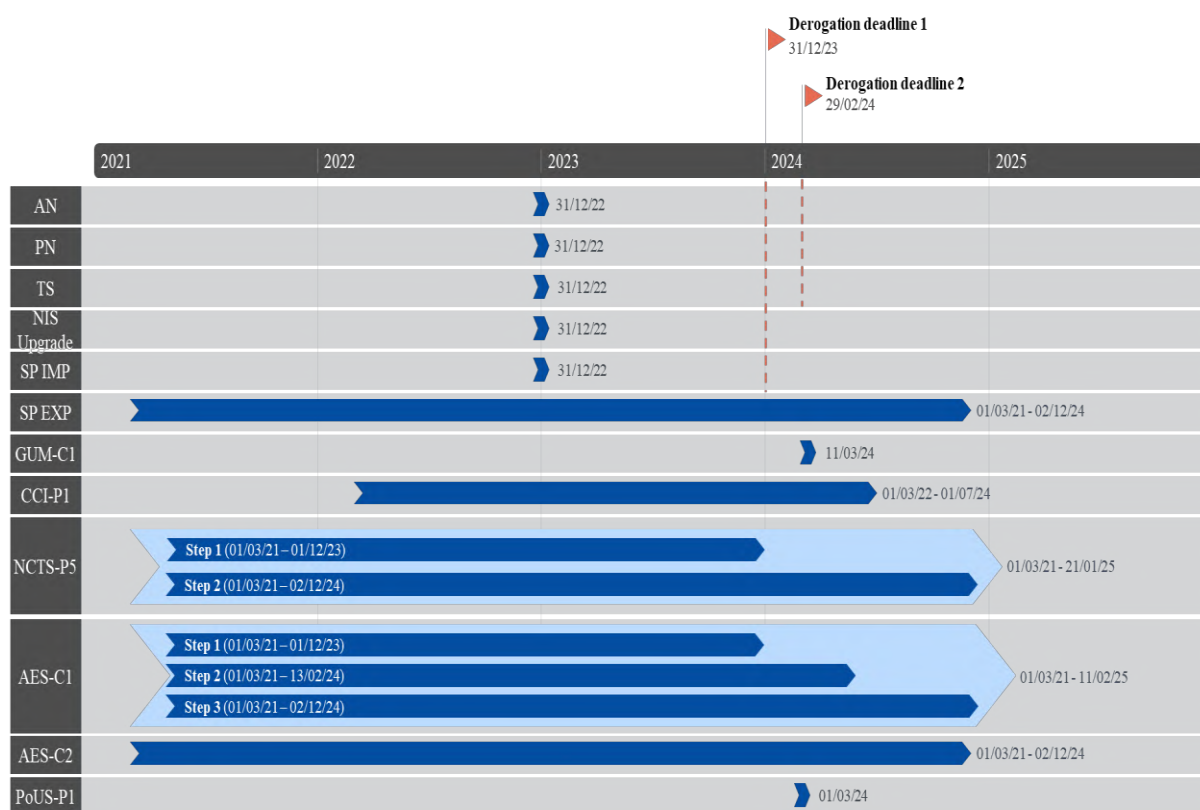 Derogation deadline 1
31/12/23
Derogation deadline 2
29/02/24
2021 2022 2023 2024 2025
AN 31/12/22
PN 31/12/22
TS 31/12/22
NIS
Upgrade 31/12/22
SP IMP 31/12/22
SP EXP 01/03/21- 02/12/24
GUM-C1 11/03/24
CCI-P1 01/03/22- 01/07/24
NCTS-P5
Step 1 (01/03/21– 01/12/23)
Step 2 (01/03/21– 02/12/24)
01/03/21- 21/01/25
AES-C1
Step 1 (01/03/21– 01/12/23)
Step 2 (01/03/21– 13/02/24)
Step 3 (01/03/21– 02/12/24)
01/03/21- 11/02/25
AES-C2 01/03/21- 02/12/24
PoUS-P1 01/03/24